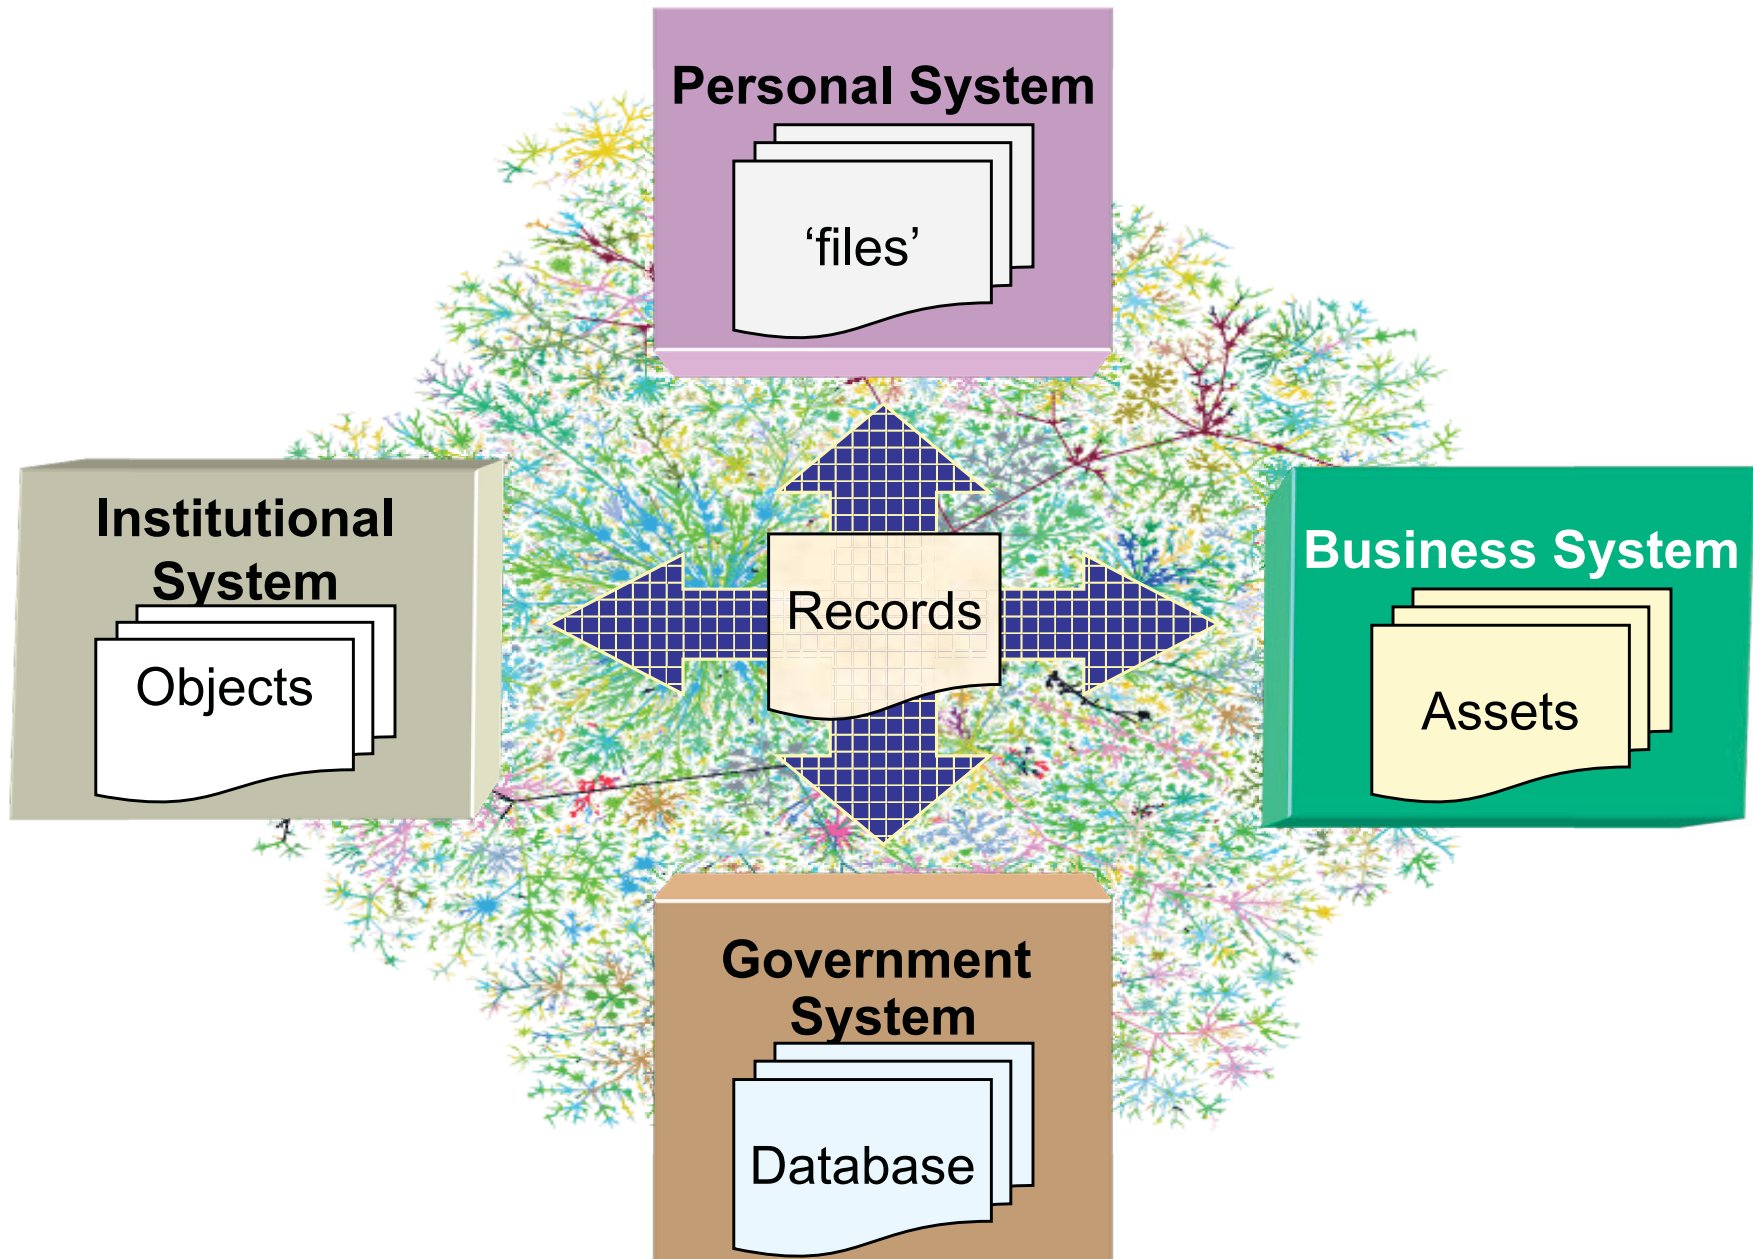 Personal System
‘files’
Institutional
System
Objects
Records
Business System
Assets
Government
System
Database